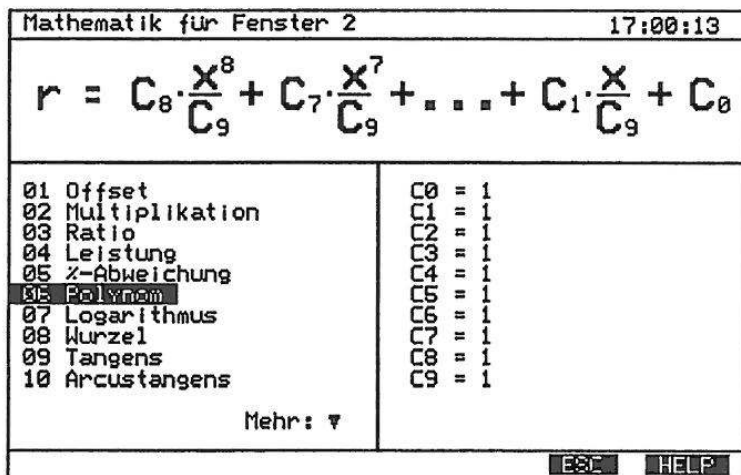 Mathematik für Fenster 2 17:00:13
r = C₈·x⁸/C₉ + C₇·x⁷/C₉ + ... + C₁·x/C₉ + C₀
01 Offset
02 Multiplikation
03 Ratio
04 Leistung
05 %-Abweichung
06 Polynom
07 Logarithmus
08 Wurzel
09 Tangens
10 Arcustangens
Mehr: ▼
C0 = 1
C1 = 1
C2 = 1
C3 = 1
C4 = 1
C5 = 1
C6 = 1
C7 = 1
C8 = 1
C9 = 1
ESC HELP